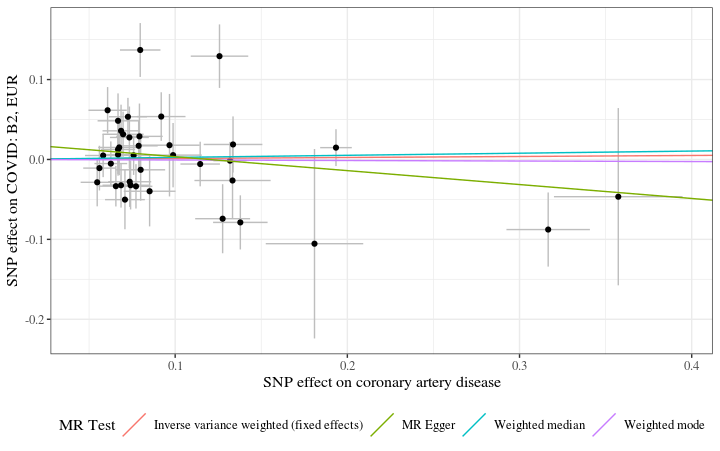 SNP effect on COVID: B2, EUR
0.1
0.0
-0.1
-0.2
0.1 0.2 0.3 0.4
SNP effect on coronary artery disease
MR Test Inverse variance weighted (fixed effects) MR Egger Weighted median Weighted mode